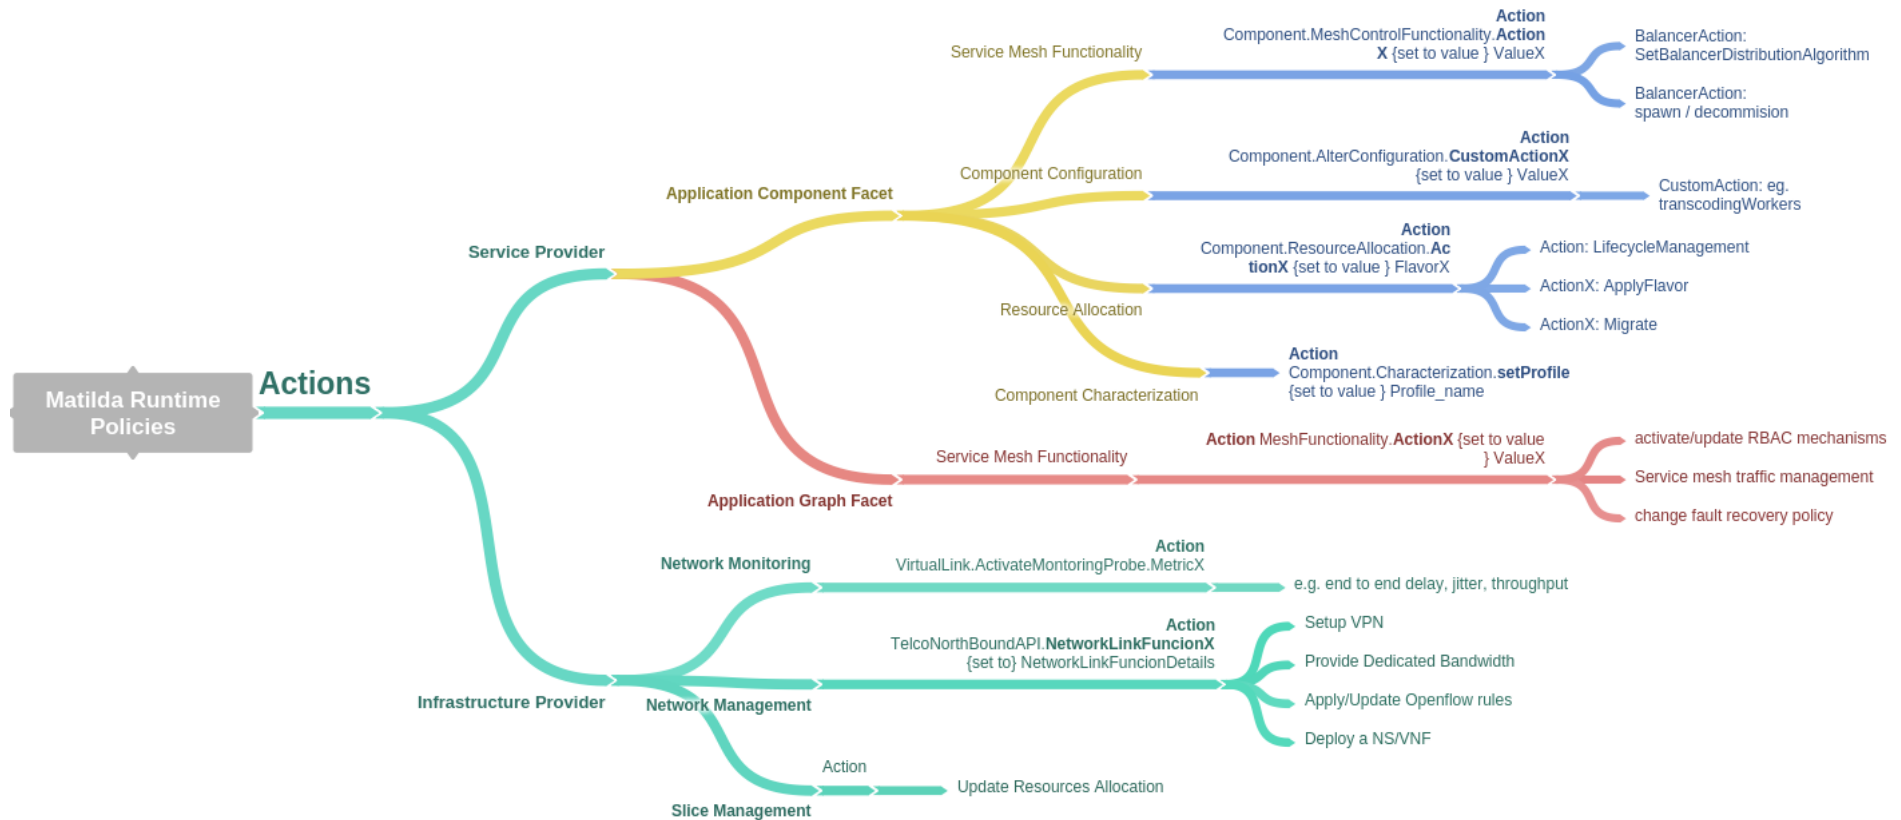 Matilda Runtime
Policies
Actions
Service Provider
Application Component Facet
Service Mesh Functionality
Action
Component.MeshControlFunctionality.Action
X {set to value } ValueX
BalancerAction:
SetBalancerDistributionAlgorithm
BalancerAction:
spawn / decommision
Component Configuration
Action
Component.AlterConfiguration.CustomActionX
{set to value } ValueX
CustomAction: eg.
transcodingWorkers
Resource Allocation
Action
Component.ResourceAllocation.Ac
tionX {set to value } FlavorX
Action: LifecycleManagement
ActionX: ApplyFlavor
ActionX: Migrate
Component Characterization
Action
Component.Characterization.setProfile
{set to value } Profile_name
Application Graph Facet
Service Mesh Functionality
Action MeshFunctionality.ActionX {set to value
} ValueX
activate/update RBAC mechanisms
Service mesh traffic management
change fault recovery policy
Infrastructure Provider
Network Monitoring
Action
VirtualLink.ActivateMontoringProbe.MetricX
e.g. end to end delay, jitter, throughput
Network Management
Action
TelcoNorthBoundAPI.NetworkLinkFuncionX
{set to} NetworkLinkFuncionDetails
Setup VPN
Provide Dedicated Bandwidth
Apply/Update Openflow rules
Deploy a NS/VNF
Slice Management
Action
Update Resources Allocation